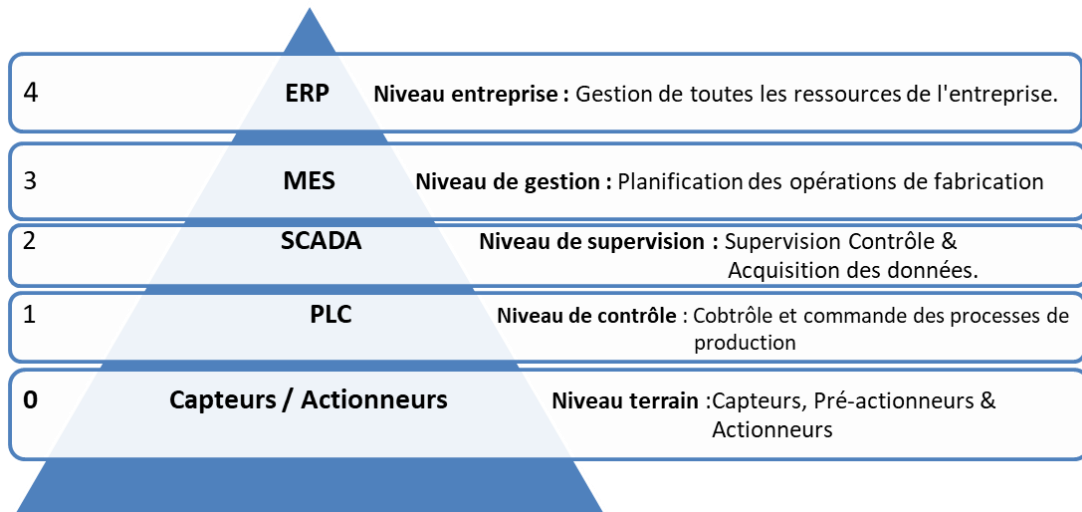 4 ERP Niveau entreprise : Gestion de toutes les ressources de l'entreprise.
3 MES Niveau de gestion : Planification des opérations de fabrication
2 SCADA Niveau de supervision : Supervision Contrôle &
Acquisition des données.
1 PLC Niveau de contrôle : Cobtrôle et commande des processes de
production
0 Capteurs / Actionneurs Niveau terrain :Capteurs, Pré-actionneurs &
Actionneurs